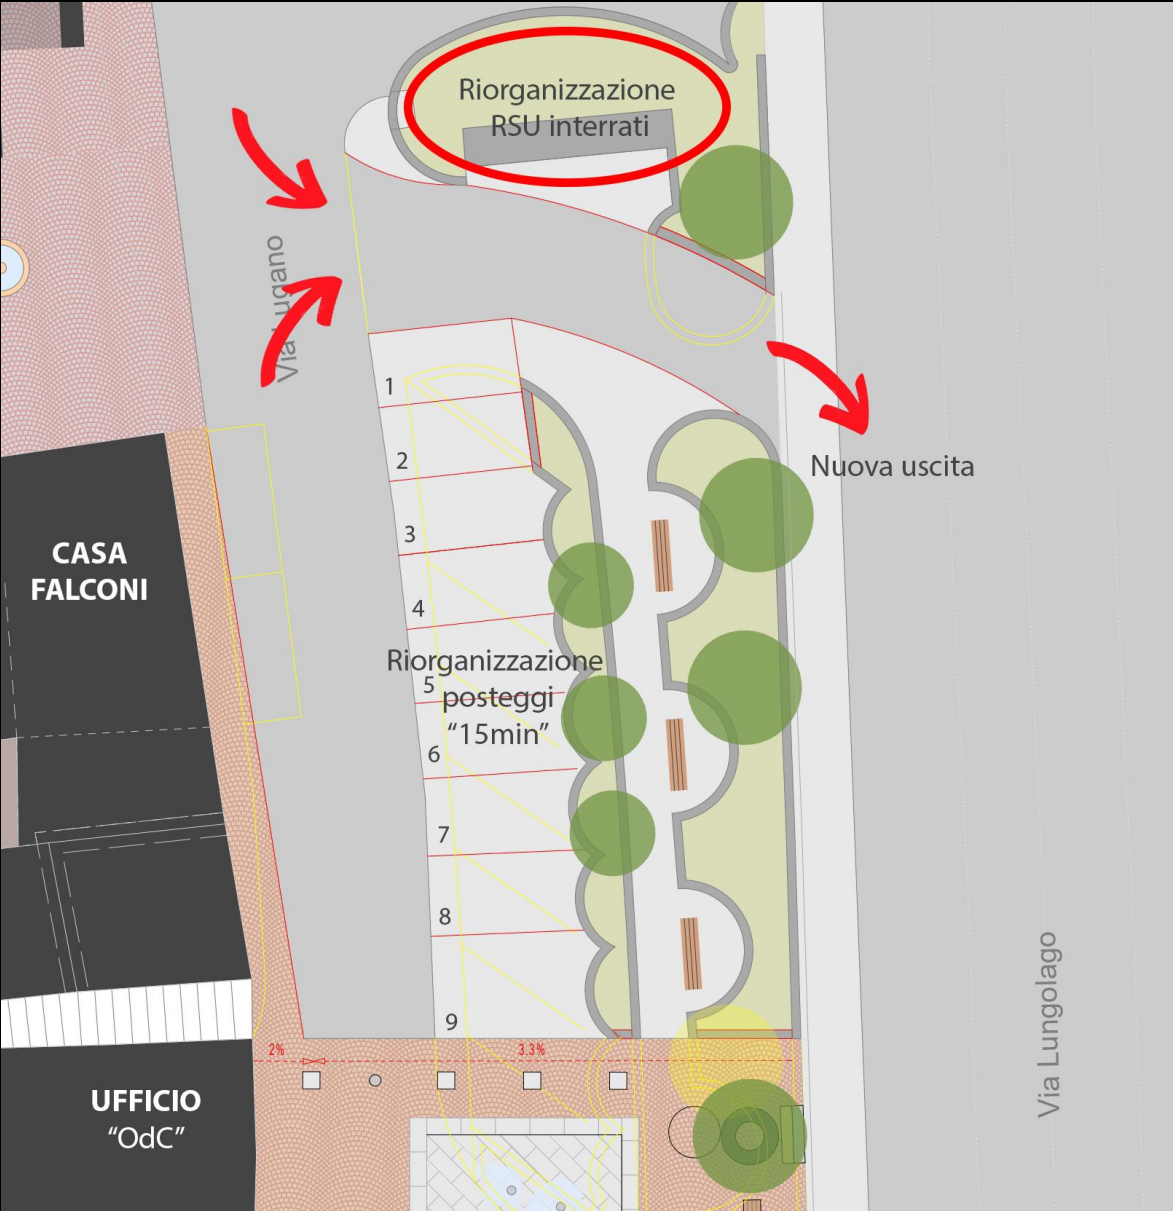 Riorganizzazione
RSU interrati
Via Lugano
Nuova uscita
1
2
3
4
5
6
7
8
9
CASA
FALCONI
Riorganizzazione
posteggi
“15min”
Via Lungolago
2%
3.3%
UFFICIO
“OdC”